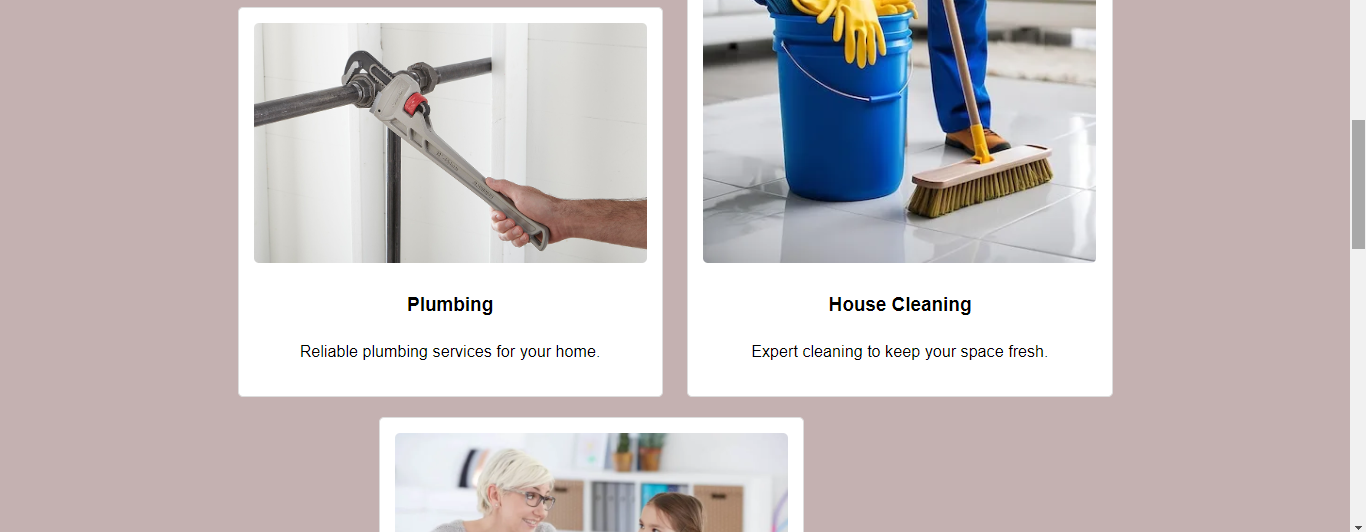 Plumbing
Reliable plumbing services for your home.
House Cleaning
Expert cleaning to keep your space fresh.